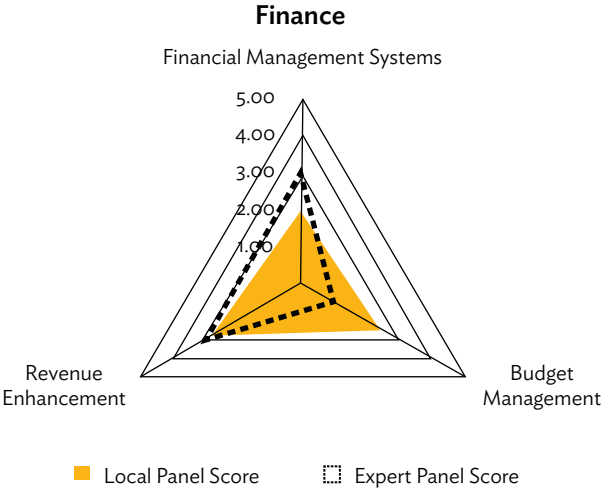 Finance
Financial Management Systems
5.00
4.00
3.00
2.00
1.00
Revenue
Enhancement
Budget
Management
Local Panel Score
Expert Panel Score